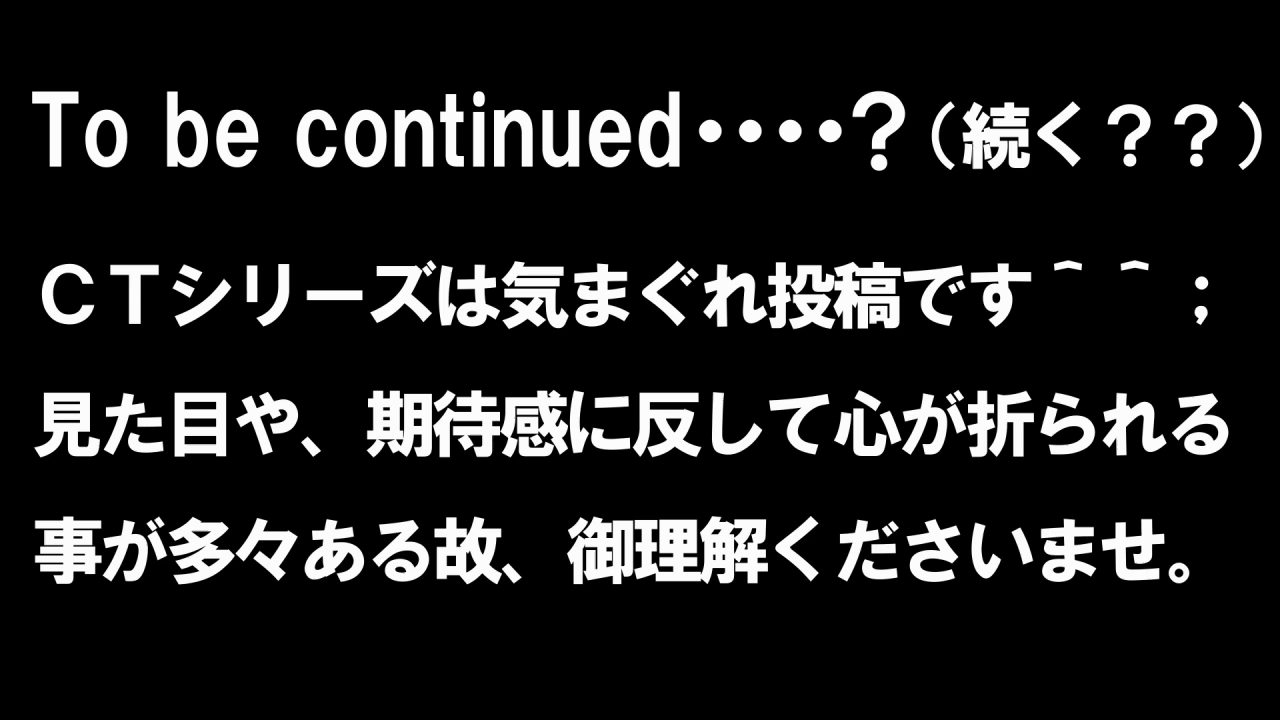 To be continued････？（続く？？）
ＣＴシリーズは気まぐれ投稿です＾＾；
見た目や、期待感に反して心が折られる
事が多々ある故、御理解くださいませ。